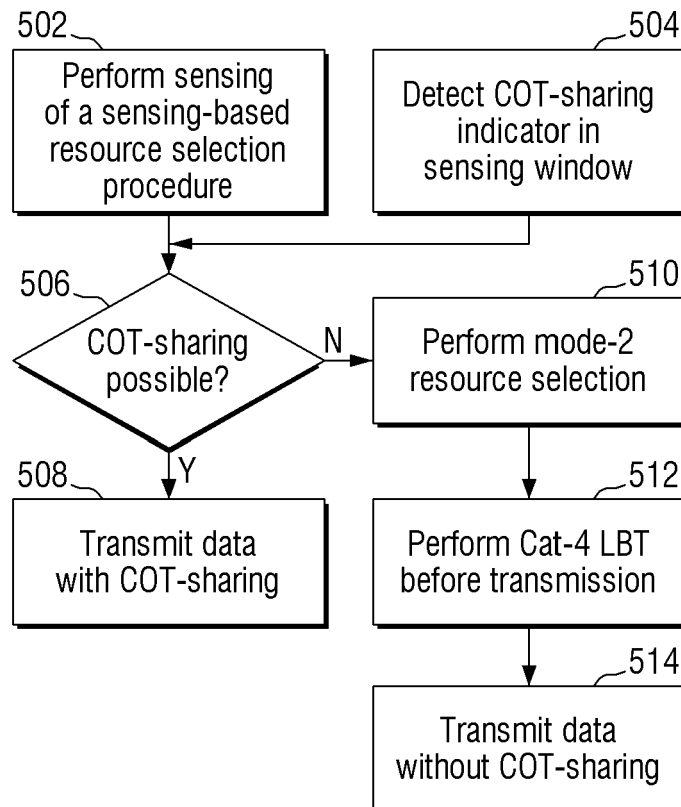 502
Perform sensing
of a sensing-based
resource selection
procedure
504
Detect COT-sharing
indicator in
sensing window
506
COT-sharing
possible?
N
Y
508
Transmit data
with COT-sharing
510
Perform mode-2
resource selection
512
Perform Cat-4 LBT
before transmission
514
Transmit data
without COT-sharing